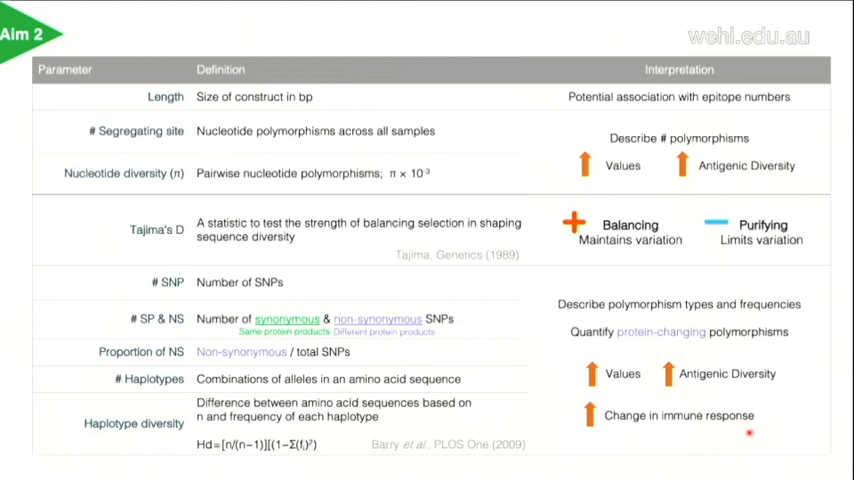 Aim 2
wehi.edu.au
Parameter Definition Interpretation
Length Size of construct in bp Potential association with epitope numbers
# Segregating site Nucleotide polymorphisms across all samples
Describe # polymorphisms
Values Antigenic Diversity
Nucleotide diversity (π) Pairwise nucleotide polymorphisms; π × 10⁻³
Tajima's D A statistic to test the strength of balancing selection in shaping
sequence diversity
Tajima, Genetics (1989)
Balancing Purifying
Maintains variation Limits variation
# SNP Number of SNPs
# SP & NS Number of synonymous & non-synonymous SNPs
Same protein products Different protein products
Proportion of NS Non-synonymous / total SNPs
# Haplotypes Combinations of alleles in an amino acid sequence
Haplotype diversity Difference between amino acid sequences based on
n and frequency of each haplotype
Hd=[n/(n−1)][(1−Σ(fᵢ)²) Barry et al., PLOS One (2009)
Describe polymorphism types and frequencies
Quantify protein-changing polymorphisms
Values Antigenic Diversity
Change in immune response